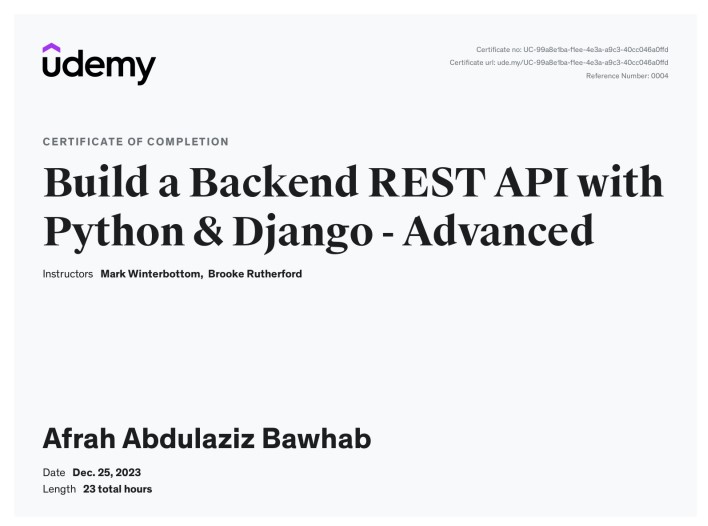 udemy
Certificate no: UC-99a8e1ba-f1ee-4e3a-a9c3-40cc046a0ffd
Certificate url: ude.my/UC-99a8e1ba-f1ee-4e3a-a9c3-40cc046a0ffd
Reference Number: 0004
CERTIFICATE OF COMPLETION
Build a Backend REST API with
Python & Django - Advanced
Instructors Mark Winterbottom, Brooke Rutherford
Afrah Abdulaziz Bawhab
Date Dec. 25, 2023
Length 23 total hours